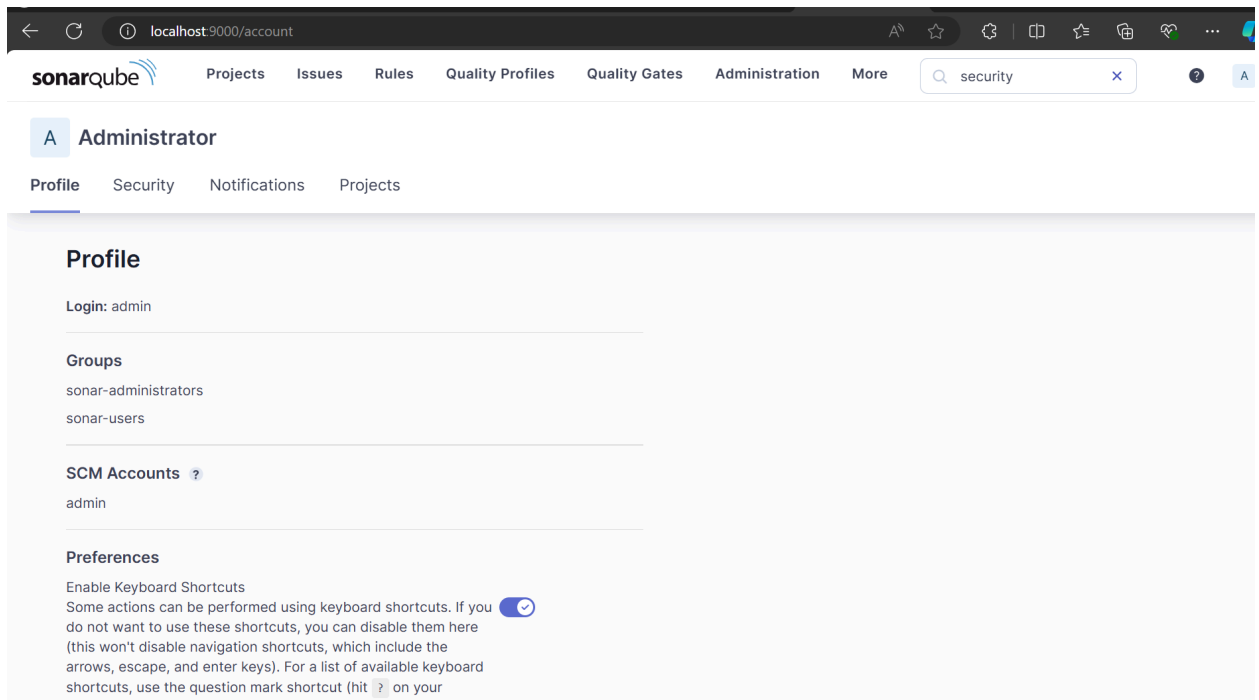 localhost:9000/account
sonarqube Projects Issues Rules Quality Profiles Quality Gates Administration More security ? A
A Administrator
Profile Security Notifications Projects
Profile
Login: admin
Groups
sonar-administrators
sonar-users
SCM Accounts ?
admin
Preferences
Enable Keyboard Shortcuts
Some actions can be performed using keyboard shortcuts. If you
do not want to use these shortcuts, you can disable them here
(this won't disable navigation shortcuts, which include the
arrows, escape, and enter keys). For a list of available keyboard
shortcuts, use the question mark shortcut (hit ? on your